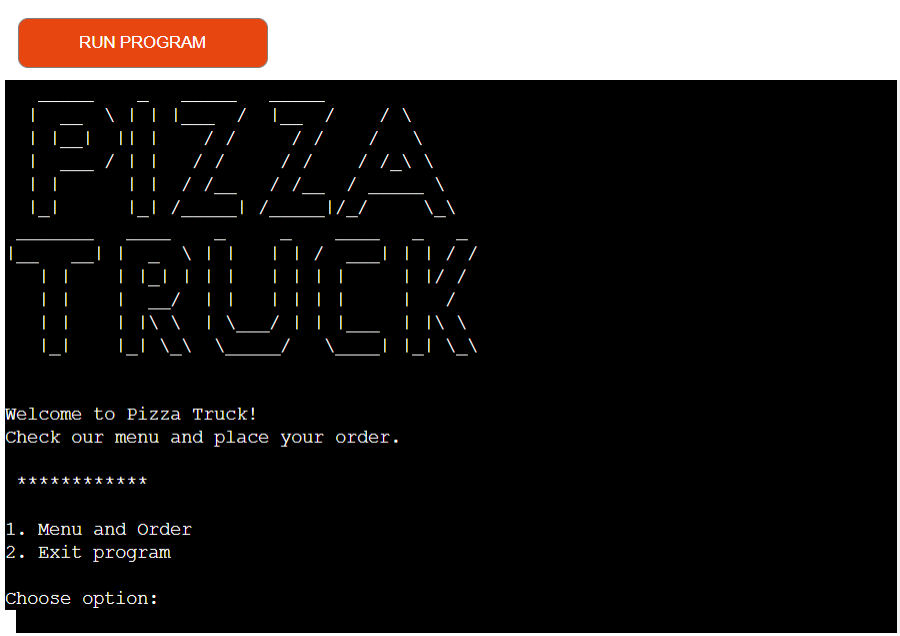 RUN PROGRAM
PIZZA
TRUCK
Welcome to Pizza Truck!
Check our menu and place your order.
************
1. Menu and Order
2. Exit program
Choose option: